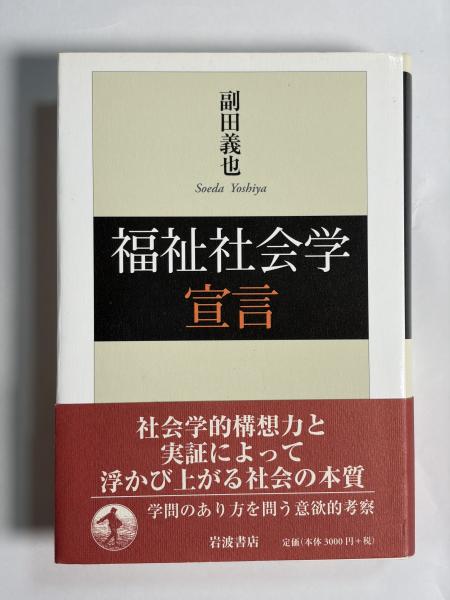 副田義也
Soeda Yoshiya
福祉社会学
宣言
社会学的構想力と
実証によって
浮かび上がる社会の本質
学問のあり方を問う意欲的考察
岩波書店
定価(本体3000円+税)